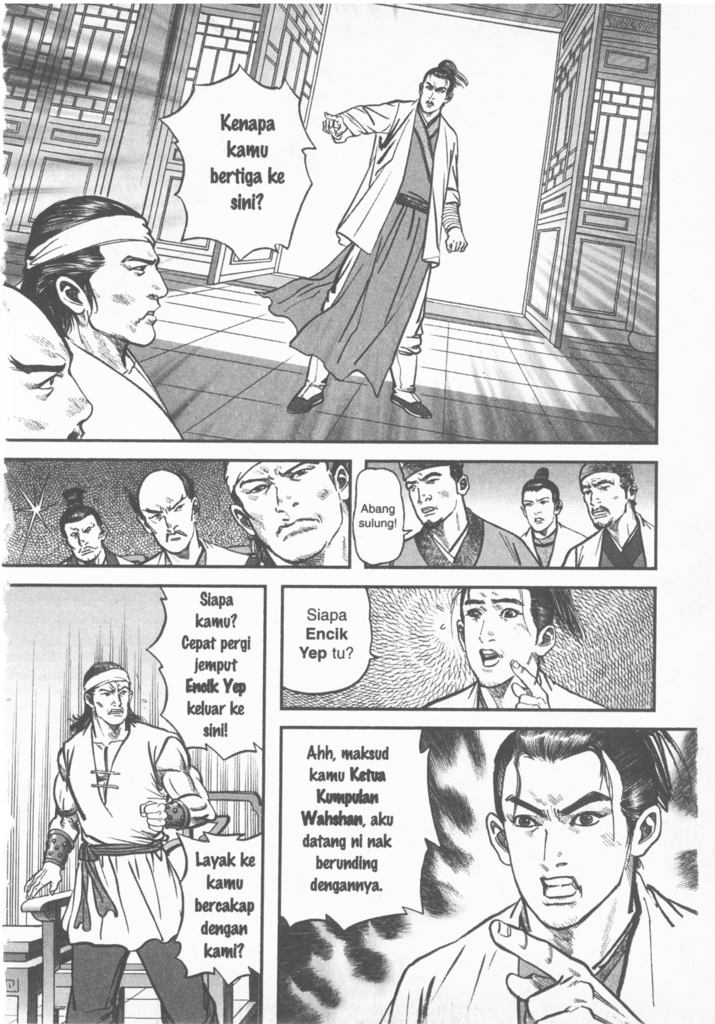 Kenapa
kamu
bertiga ke
sini?
Abang
sulung!
Siapa
kamu?
Cepat pergi
jemput
Encik Yep
keluar ke
sini!
Layak ke
kamu
bercakap
dengan
kami?
Siapa
Encik
Yep tu?
Ahh, maksud
kamu Ketua
Kumpulan
Wahshan, aku
datang ni nak
berunding
dengannya.